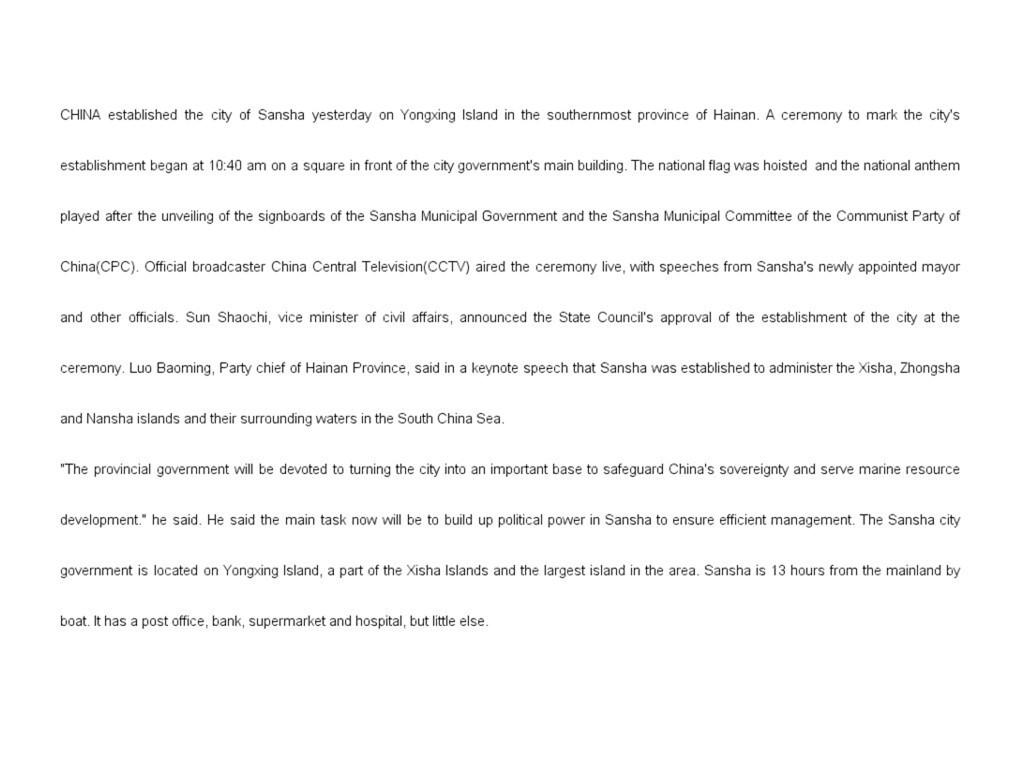 CHINA established the city of Sansha yesterday on Yongxing Island in the southernmost province of Hainan. A ceremony to mark the city's
establishment began at 10:40 am on a square in front of the city government's main building. The national flag was hoisted  and the national anthem
played after the unveiling of the signboards of the Sansha Municipal Government and the Sansha Municipal Committee of the Communist Party of
China(CPC). Official broadcaster China Central Television(CCTV) aired the ceremony live, with speeches from Sansha's newly appointed mayor
and other officials. Sun Shaochi, vice minister of civil affairs, announced the State Council's approval of the establishment of the city at the
ceremony. Luo Baoming, Party chief of Hainan Province, said in a keynote speech that Sansha was established to administer the Xisha, Zhongsha
and Nansha islands and their surrounding waters in the South China Sea.
"The provincial government will be devoted to turning the city into an important base to safeguard China's sovereignty and serve marine resource
development." he said. He said the main task now will be to build up political power in Sansha to ensure efficient management. The Sansha city
government is located on Yongxing Island, a part of the Xisha Islands and the largest island in the area. Sansha is 13 hours from the mainland by
boat. It has a post office, bank, supermarket and hospital, but little else.